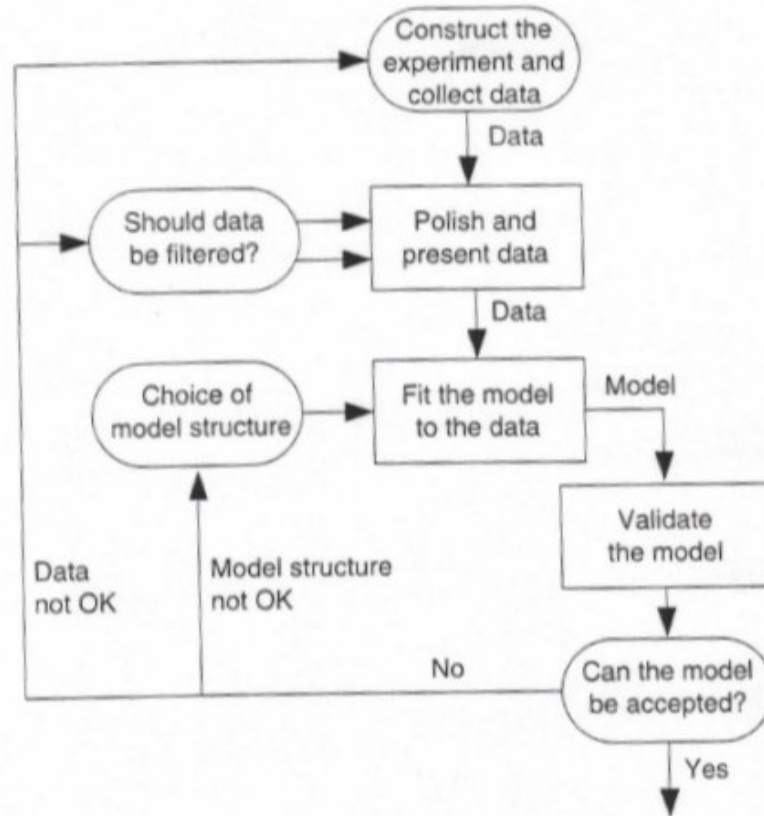 Construct the
experiment and
collect data
Data
Should data
be filtered?
Polish and
present data
Data
Choice of
model structure
Fit the model
to the data
Model
Validate
the model
Data
not OK
Model structure
not OK
No
Can the model
be accepted?
Yes